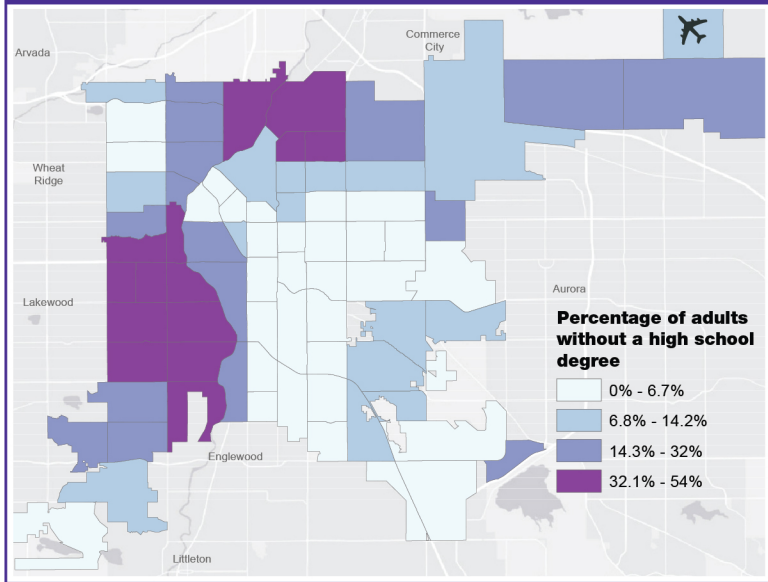 Arvada
Commerce
City
Wheat
Ridge
Aurora
Lakewood
Percentage of adults
without a high school
degree
0% - 6.7%
6.8% - 14.2%
14.3% - 32%
32.1% - 54%
Englewood
Littleton